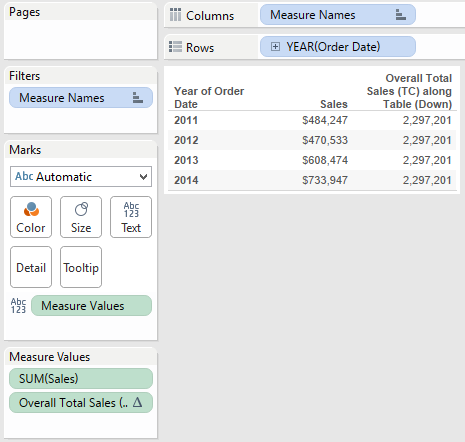 Pages
Columns
Measure Names
Rows
YEAR(Order Date)
Filters
Measure Names
Marks
Abc Automatic
Color
Size
Abc
123
Text
Detail
Tooltip
Abc
123
Measure Values
Measure Values
SUM(Sales)
Overall Total Sales (.. Δ
Year of Order
Date
Sales
Overall Total
Sales (TC) along
Table (Down)
2011 $484,247 2,297,201
2012 $470,533 2,297,201
2013 $608,474 2,297,201
2014 $733,947 2,297,201